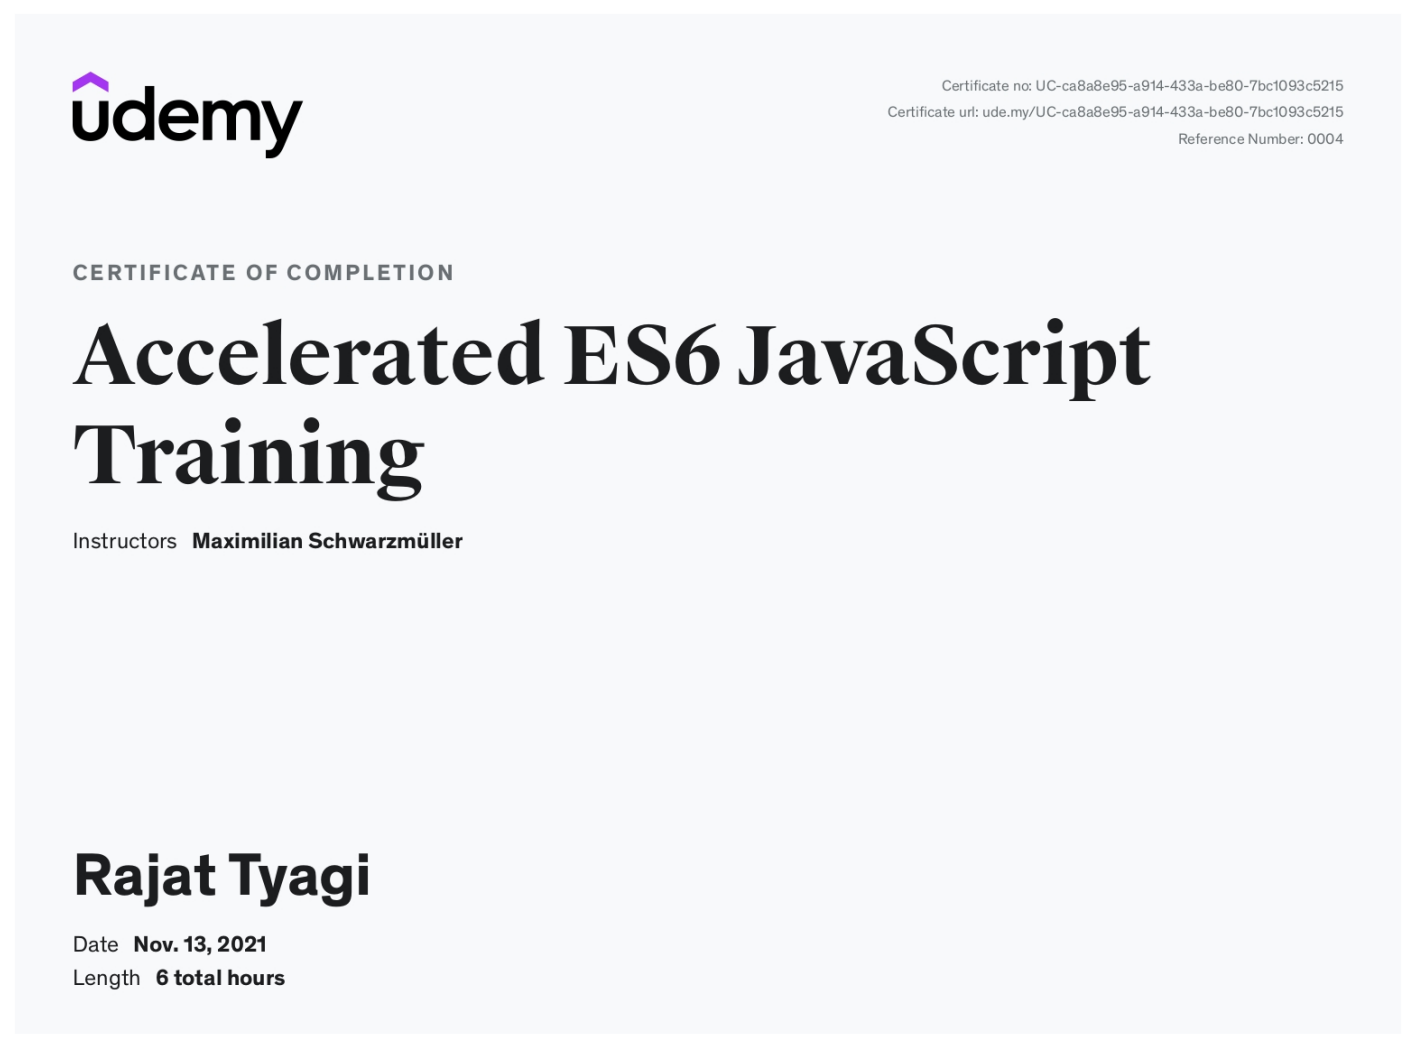 udemy
Certificate no: UC-ca8a8e95-a914-433a-be80-7bc1093c5215
Certificate url: ude.my/UC-ca8a8e95-a914-433a-be80-7bc1093c5215
Reference Number: 0004
CERTIFICATE OF COMPLETION
Accelerated ES6 JavaScript
Training
Instructors Maximilian Schwarzmüller
Rajat Tyagi
Date Nov. 13, 2021
Length 6 total hours